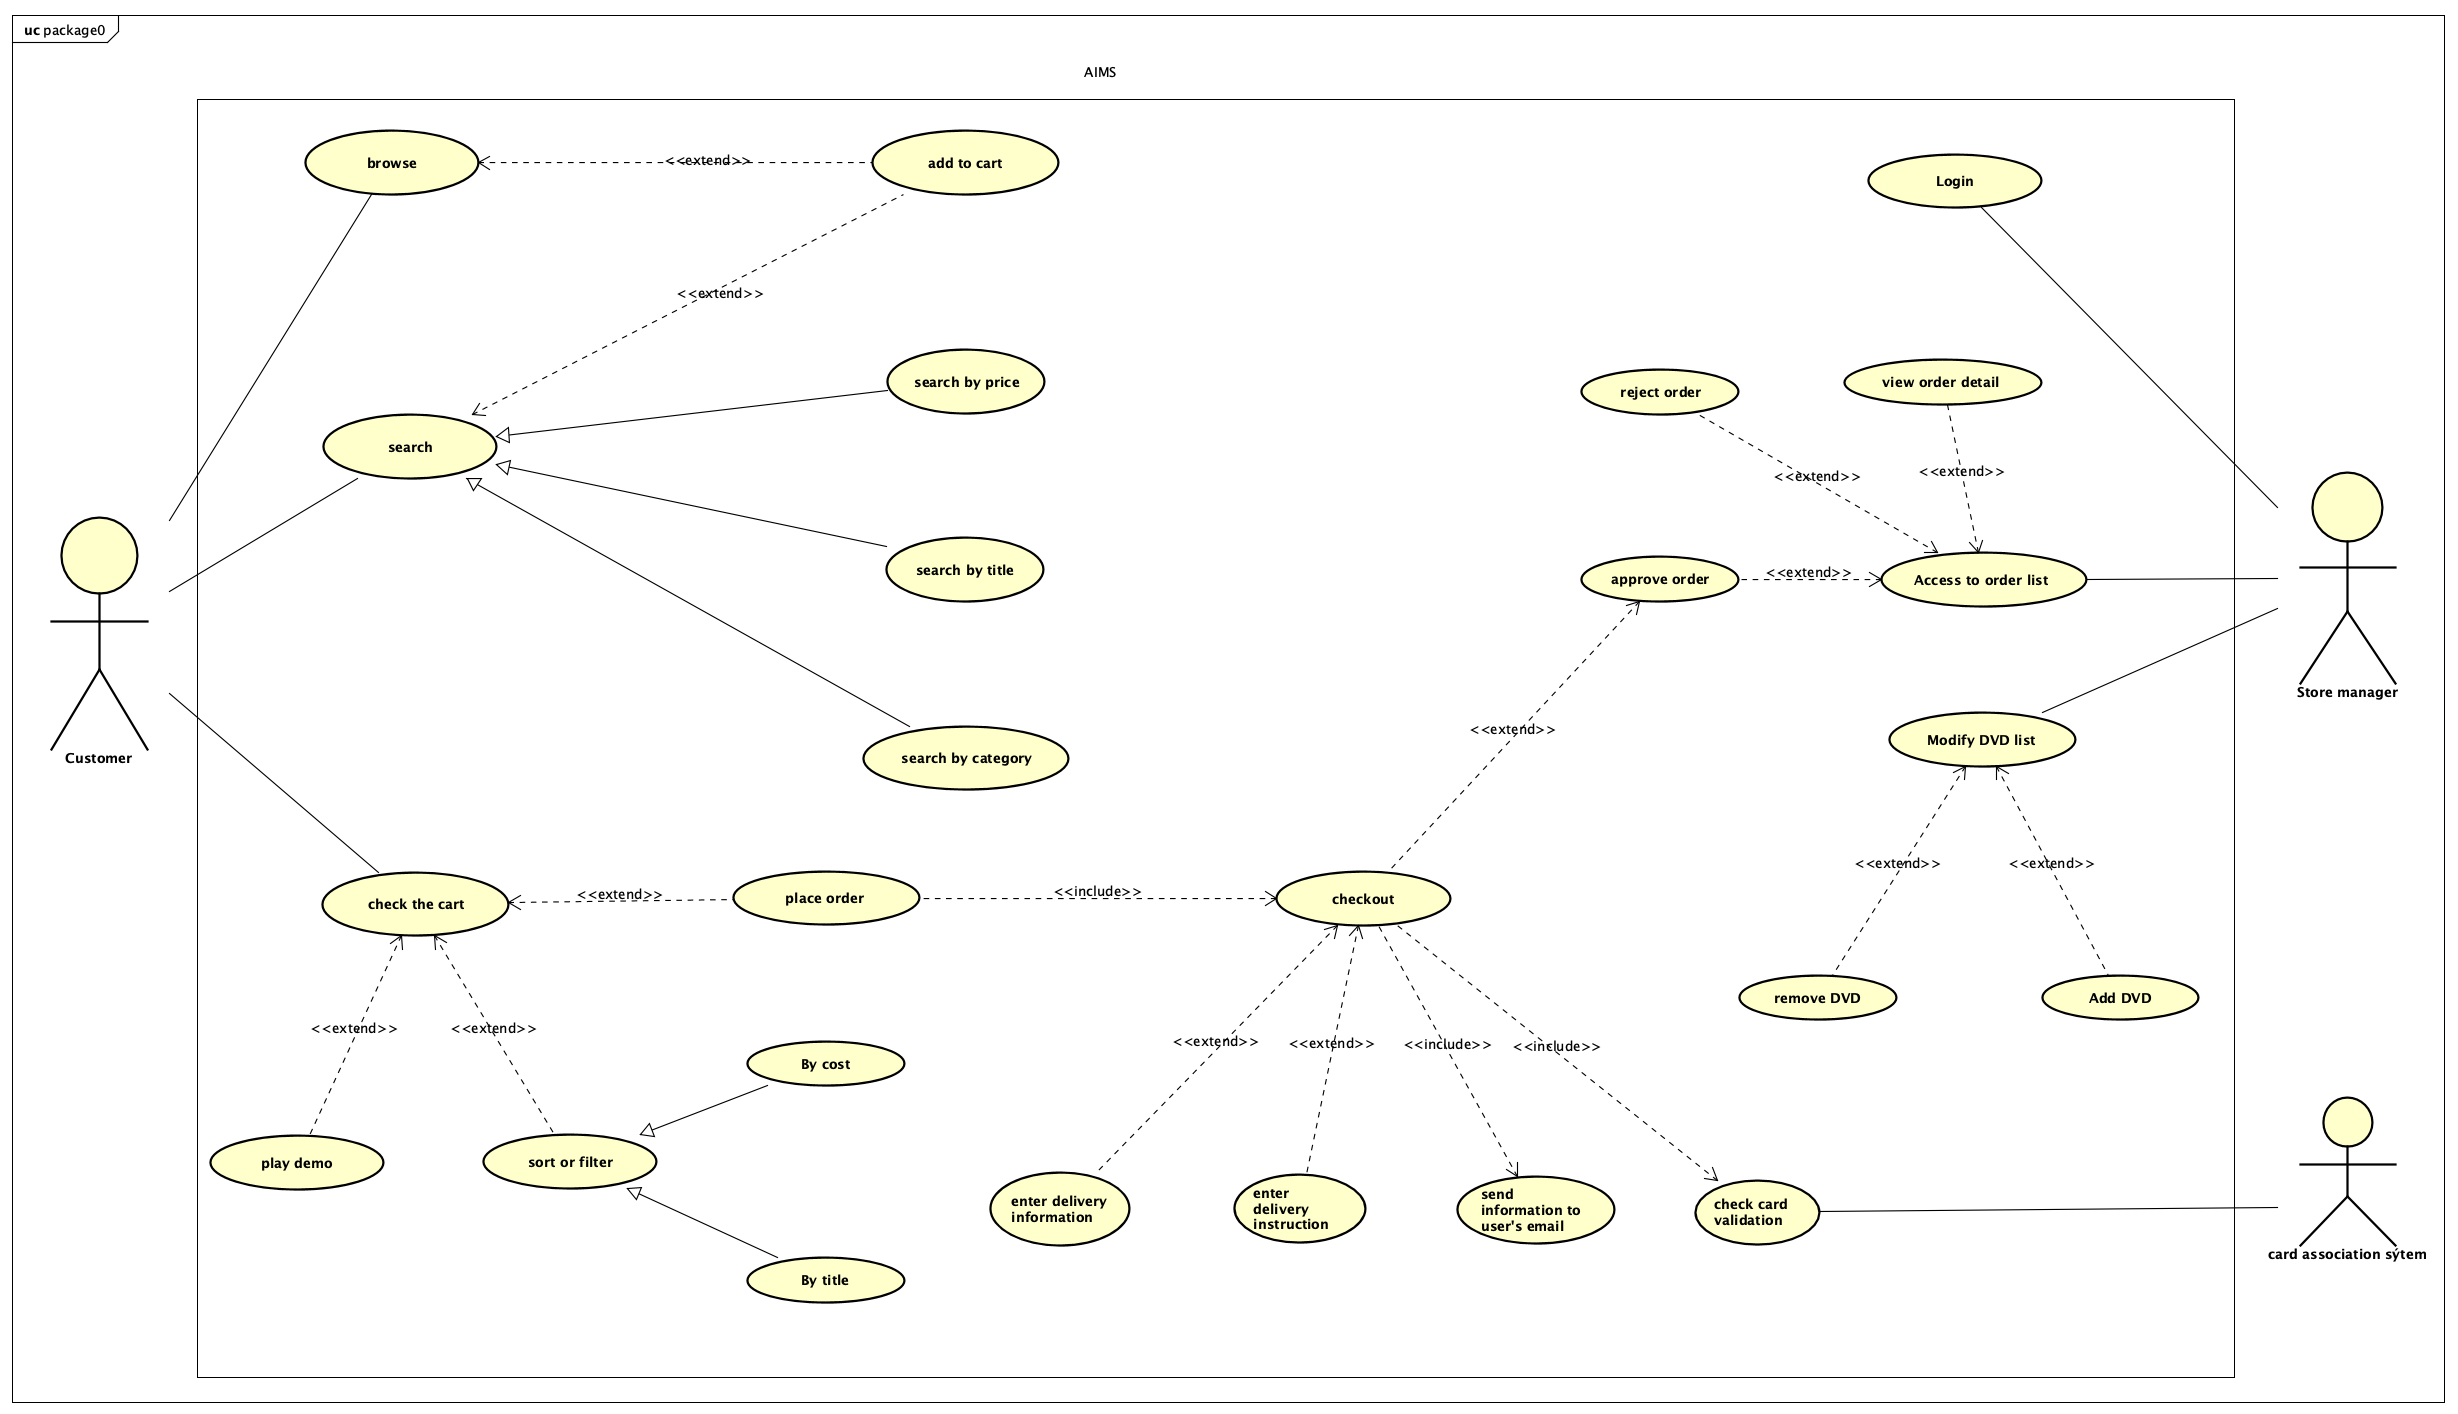 uc package0
AIMS
browse
<<extend>>
add to cart
Login
<<extend>>
search by price
reject order
view order detail
search
<<extend>>
<<extend>>
search by title
approve order
<<extend>>
Access to order list
Store manager
Customer
search by category
<<extend>>
Modify DVD list
<<extend>>
<<extend>>
check the cart
<<extend>>
place order
<<include>>
checkout
remove DVD
Add DVD
<<extend>>
<<extend>>
<<extend>>
<<extend>>
<<include>>
<<include>>
By cost
play demo
sort or filter
enter delivery
information
enter
delivery
instruction
send
information to
user's email
check card
validation
card association sýtem
By title